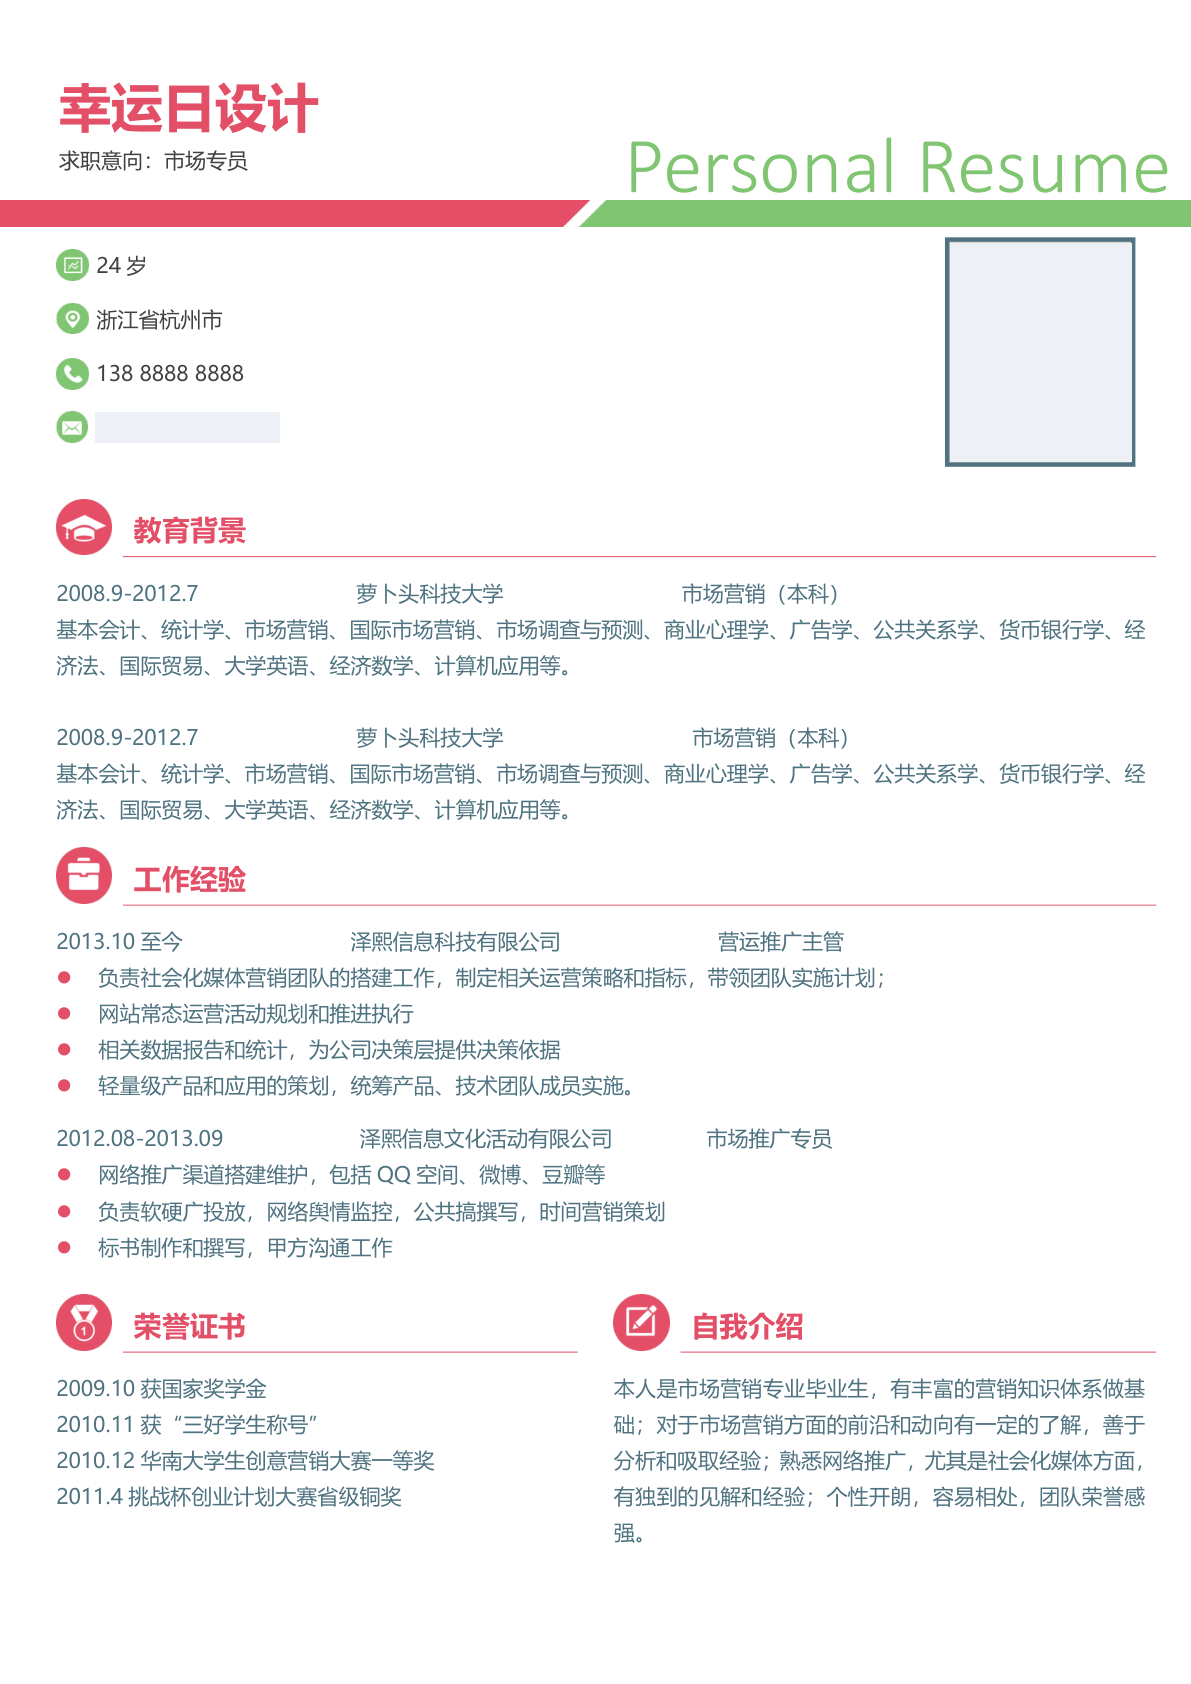 幸运日设计
求职意向：市场专员
Personal Resume
24 岁
浙江省杭州市
138 8888 8888
教育背景
2008.9-2012.7 萝卜头科技大学 市场营销（本科）
基本会计、统计学、市场营销、国际市场营销、市场调查与预测、商业心理学、广告学、公共关系学、货币银行学、经
济法、国际贸易、大学英语、经济数学、计算机应用等。
2008.9-2012.7 萝卜头科技大学 市场营销（本科）
基本会计、统计学、市场营销、国际市场营销、市场调查与预测、商业心理学、广告学、公共关系学、货币银行学、经
济法、国际贸易、大学英语、经济数学、计算机应用等。
工作经验
2013.10 至今 泽熙信息科技有限公司 营运推广主管
● 负责社会化媒体营销团队的搭建工作，制定相关运营策略和指标，带领团队实施计划；
● 网站常态运营活动规划和推进执行
● 相关数据报告和统计，为公司决策层提供决策依据
● 轻量级产品和应用的策划，统筹产品、技术团队成员实施。
2012.08-2013.09 泽熙信息文化活动有限公司 市场推广专员
● 网络推广渠道搭建维护，包括 QQ 空间、微博、豆瓣等
● 负责软硬广投放，网络舆情监控，公共搞撰写，时间营销策划
● 标书制作和撰写，甲方沟通工作
荣誉证书
2009.10 获国家奖学金
2010.11 获“三好学生称号”
2010.12 华南大学生创意营销大赛一等奖
2011.4 挑战杯创业计划大赛省级铜奖
自我介绍
本人是市场营销专业毕业生，有丰富的营销知识体系做基
础；对于市场营销方面的前沿和动向有一定的了解，善于
分析和吸取经验；熟悉网络推广，尤其是社会化媒体方面，
有独到的见解和经验；个性开朗，容易相处，团队荣誉感
强。